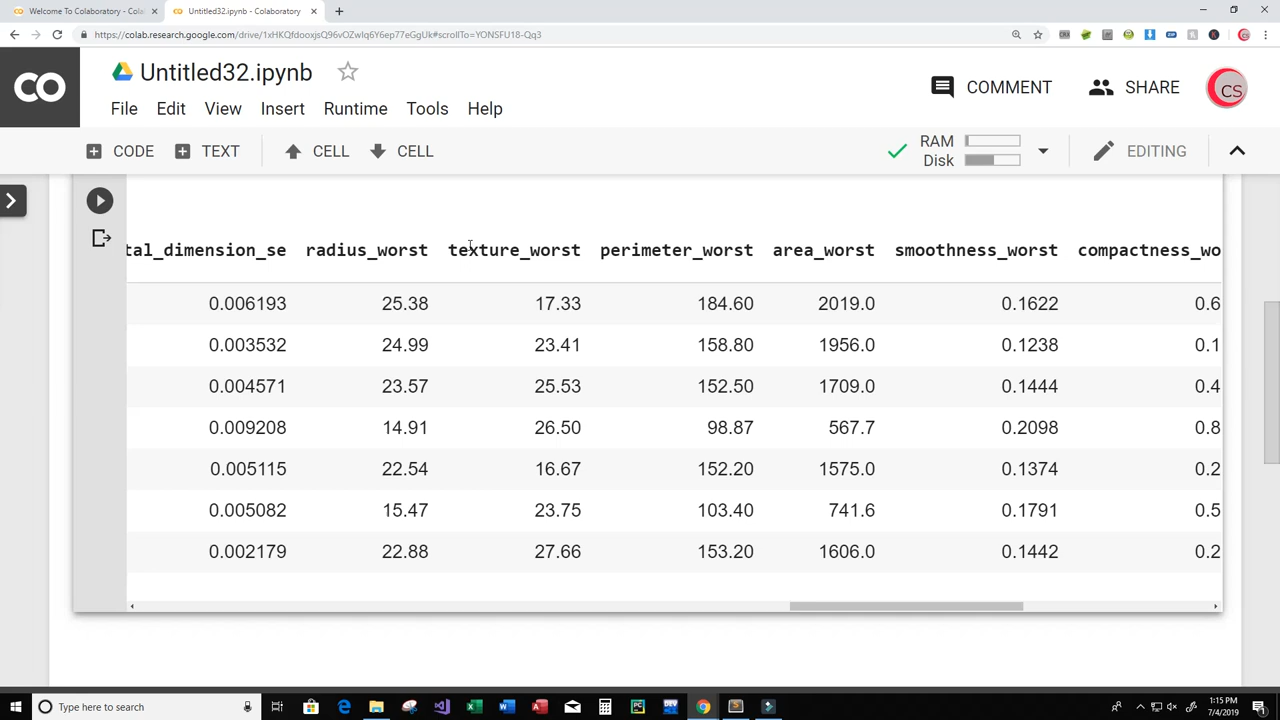 Welcome To Colaboratory - Cola
Untitled32.ipynb - Colaboratory
https://colab.research.google.com/drive/1xHKQfdooxjsQ96vOZwIq6Y6ep77eGgUk#scrollTo=YONSFU18-Qq3
CO
Untitled32.ipynb
COMMENT
SHARE
CS
File Edit View Insert Runtime Tools Help
CODE TEXT CELL CELL
RAM
Disk
EDITING
tal_dimension_se radius_worst texture_worst perimeter_worst area_worst smoothness_worst compactness_wo
0.006193 25.38 17.33 184.60 2019.0 0.1622 0.6
0.003532 24.99 23.41 158.80 1956.0 0.1238 0.1
0.004571 23.57 25.53 152.50 1709.0 0.1444 0.4
0.009208 14.91 26.50 98.87 567.7 0.2098 0.8
0.005115 22.54 16.67 152.20 1575.0 0.1374 0.2
0.005082 15.47 23.75 103.40 741.6 0.1791 0.5
0.002179 22.88 27.66 153.20 1606.0 0.1442 0.2
Type here to search
1:15 PM
7/4/2019